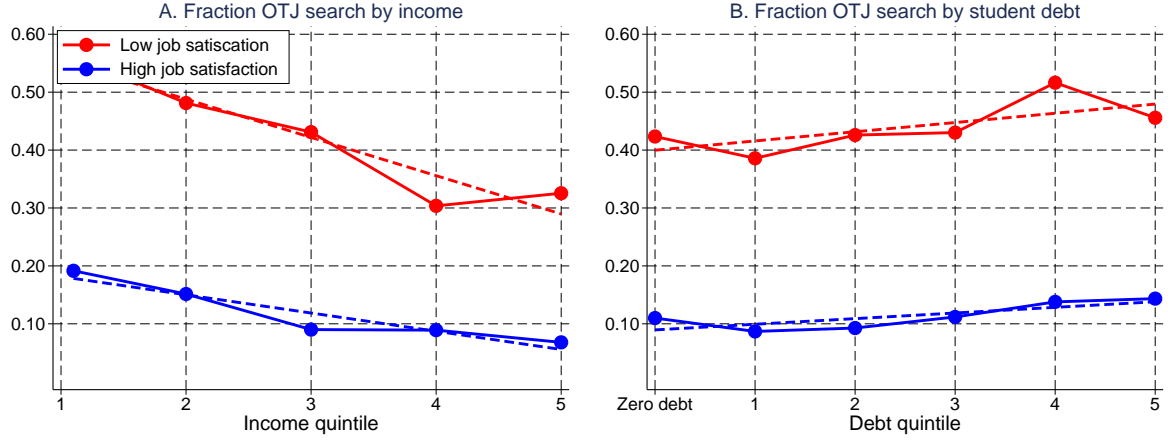 A. Fraction OTJ search by income
0.60
0.50
0.40
0.30
0.20
0.10
Low job satiscation
High job satisfaction
1 2 3 4 5
Income quintile
B. Fraction OTJ search by student debt
0.60
0.50
0.40
0.30
0.20
0.10
Zero debt 1 2 3 4 5
Debt quintile